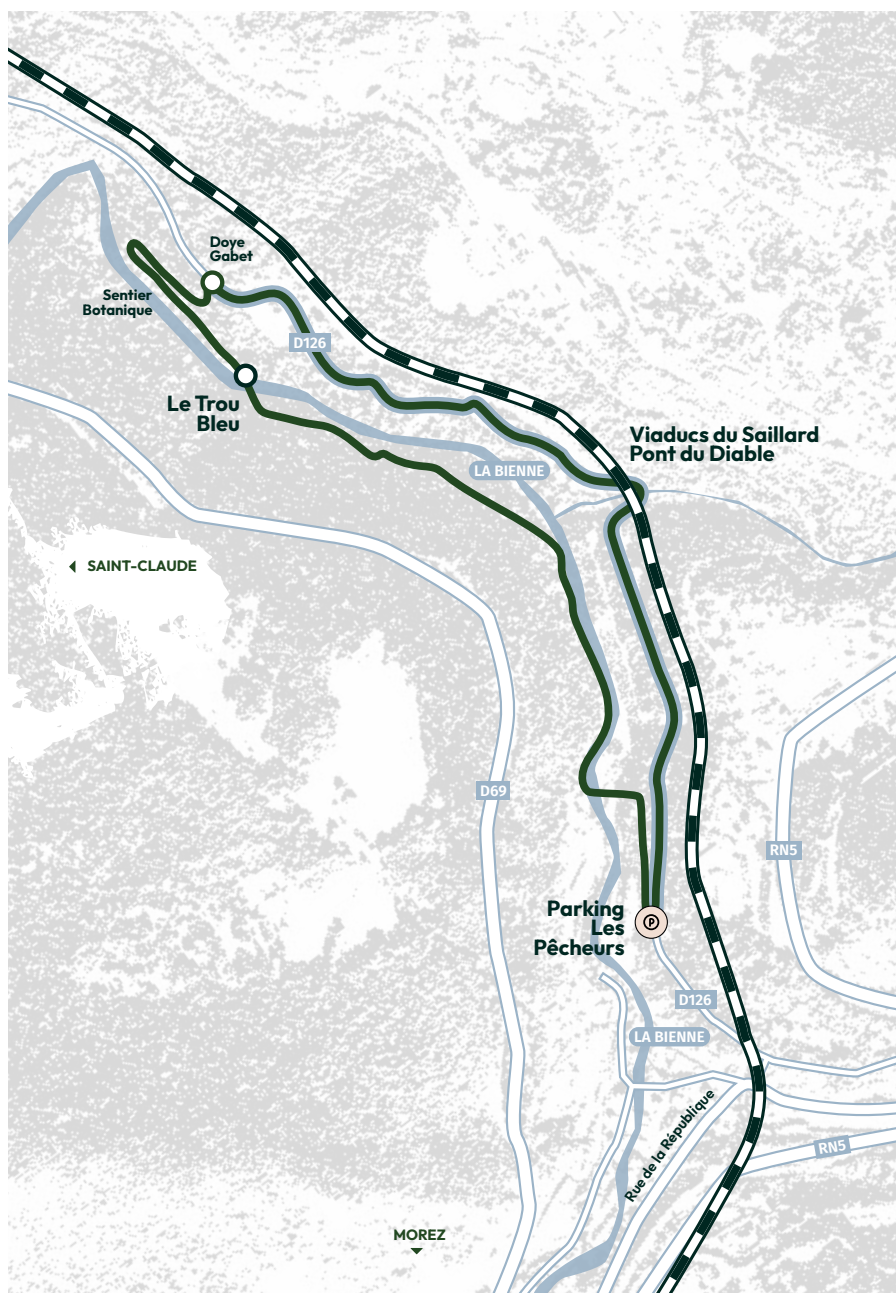 Doye
Gabet
Sentier
Botanique
D126
Le Trou
Bleu
Viaducs du Saillard
Pont du Diable
LA BIENNE
SAINT-CLAUDE
D69
RN5
Parking
Les
Pêcheurs
P
D126
LA BIENNE
Rue de la République
RN5
MOREZ